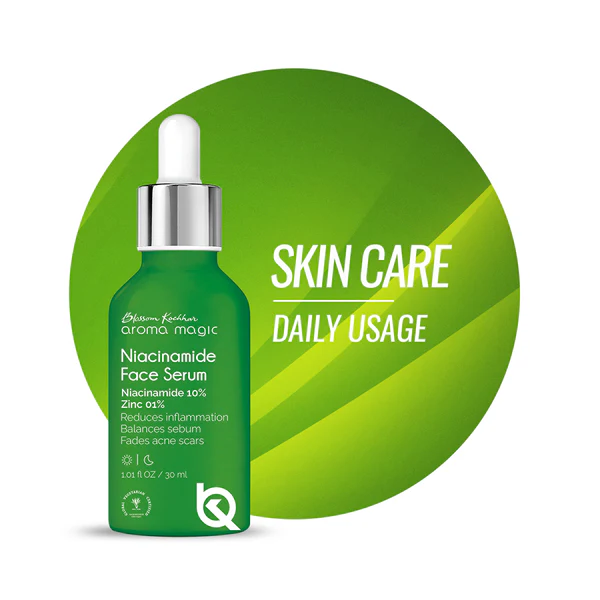 Blossom Kochhar
aroma magic
Niacinamide
Face Serum
Niacinamide 10%
Zinc 01%
Reduces inflammation
Balances sebum
Fades acne scars
1.01 fl OZ / 30 ml
SKIN CARE
DAILY USAGE